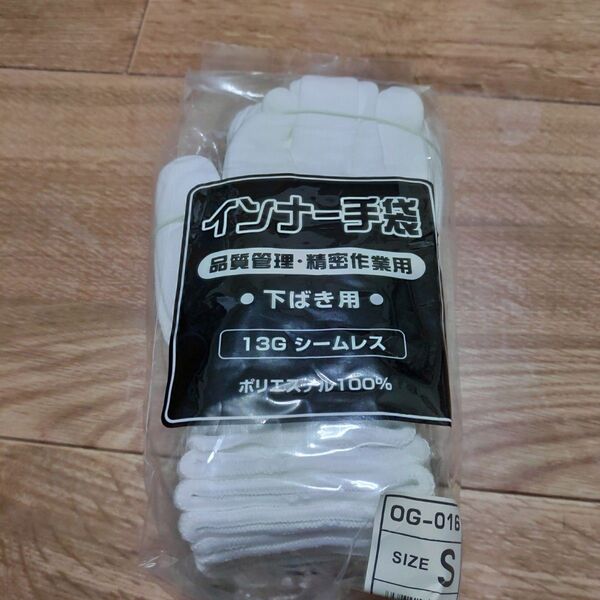 インナー手袋
品質管理・精密作業用
● 下ばき用 ●
13G シームレス
ポリエステル100%
OG-016
SIZE S